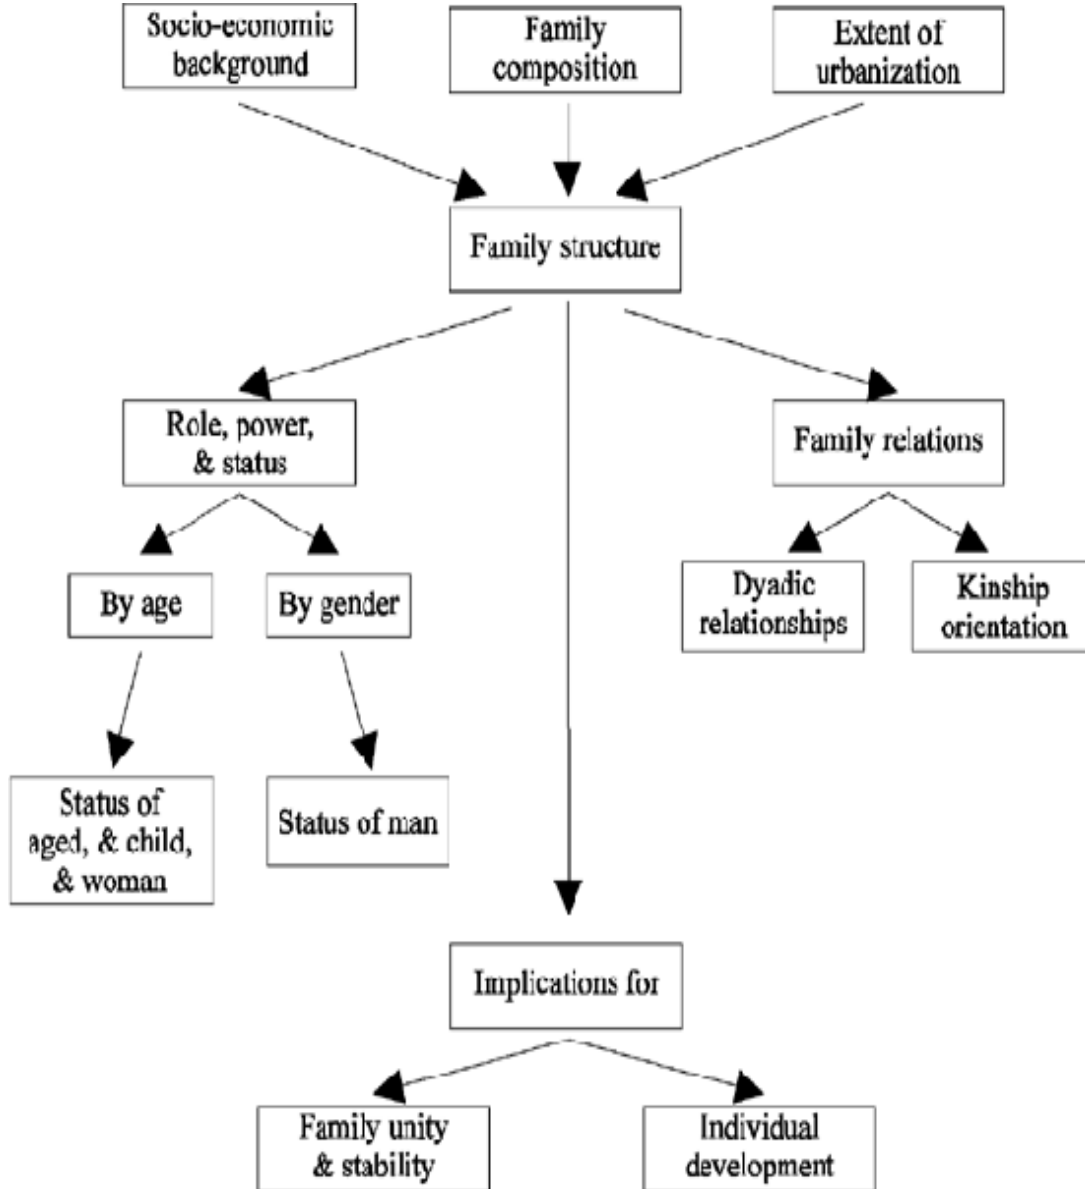 Socio-economic
background
Family
composition
Extent of
urbanization
Family structure
Role, power,
& status
Family relations
By age
By gender
Dyadic
relationships
Kinship
orientation
Status of
aged, & child,
& woman
Status of man
Implications for
Family unity
& stability
Individual
development